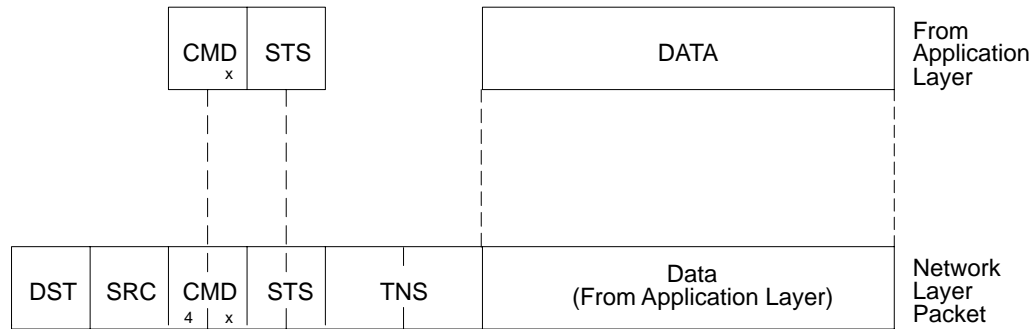 CMD
x
STS
DATA
From
Application
Layer
DST
SRC
CMD
4 x
STS
TNS
Data
(From Application Layer)
Network
Layer
Packet